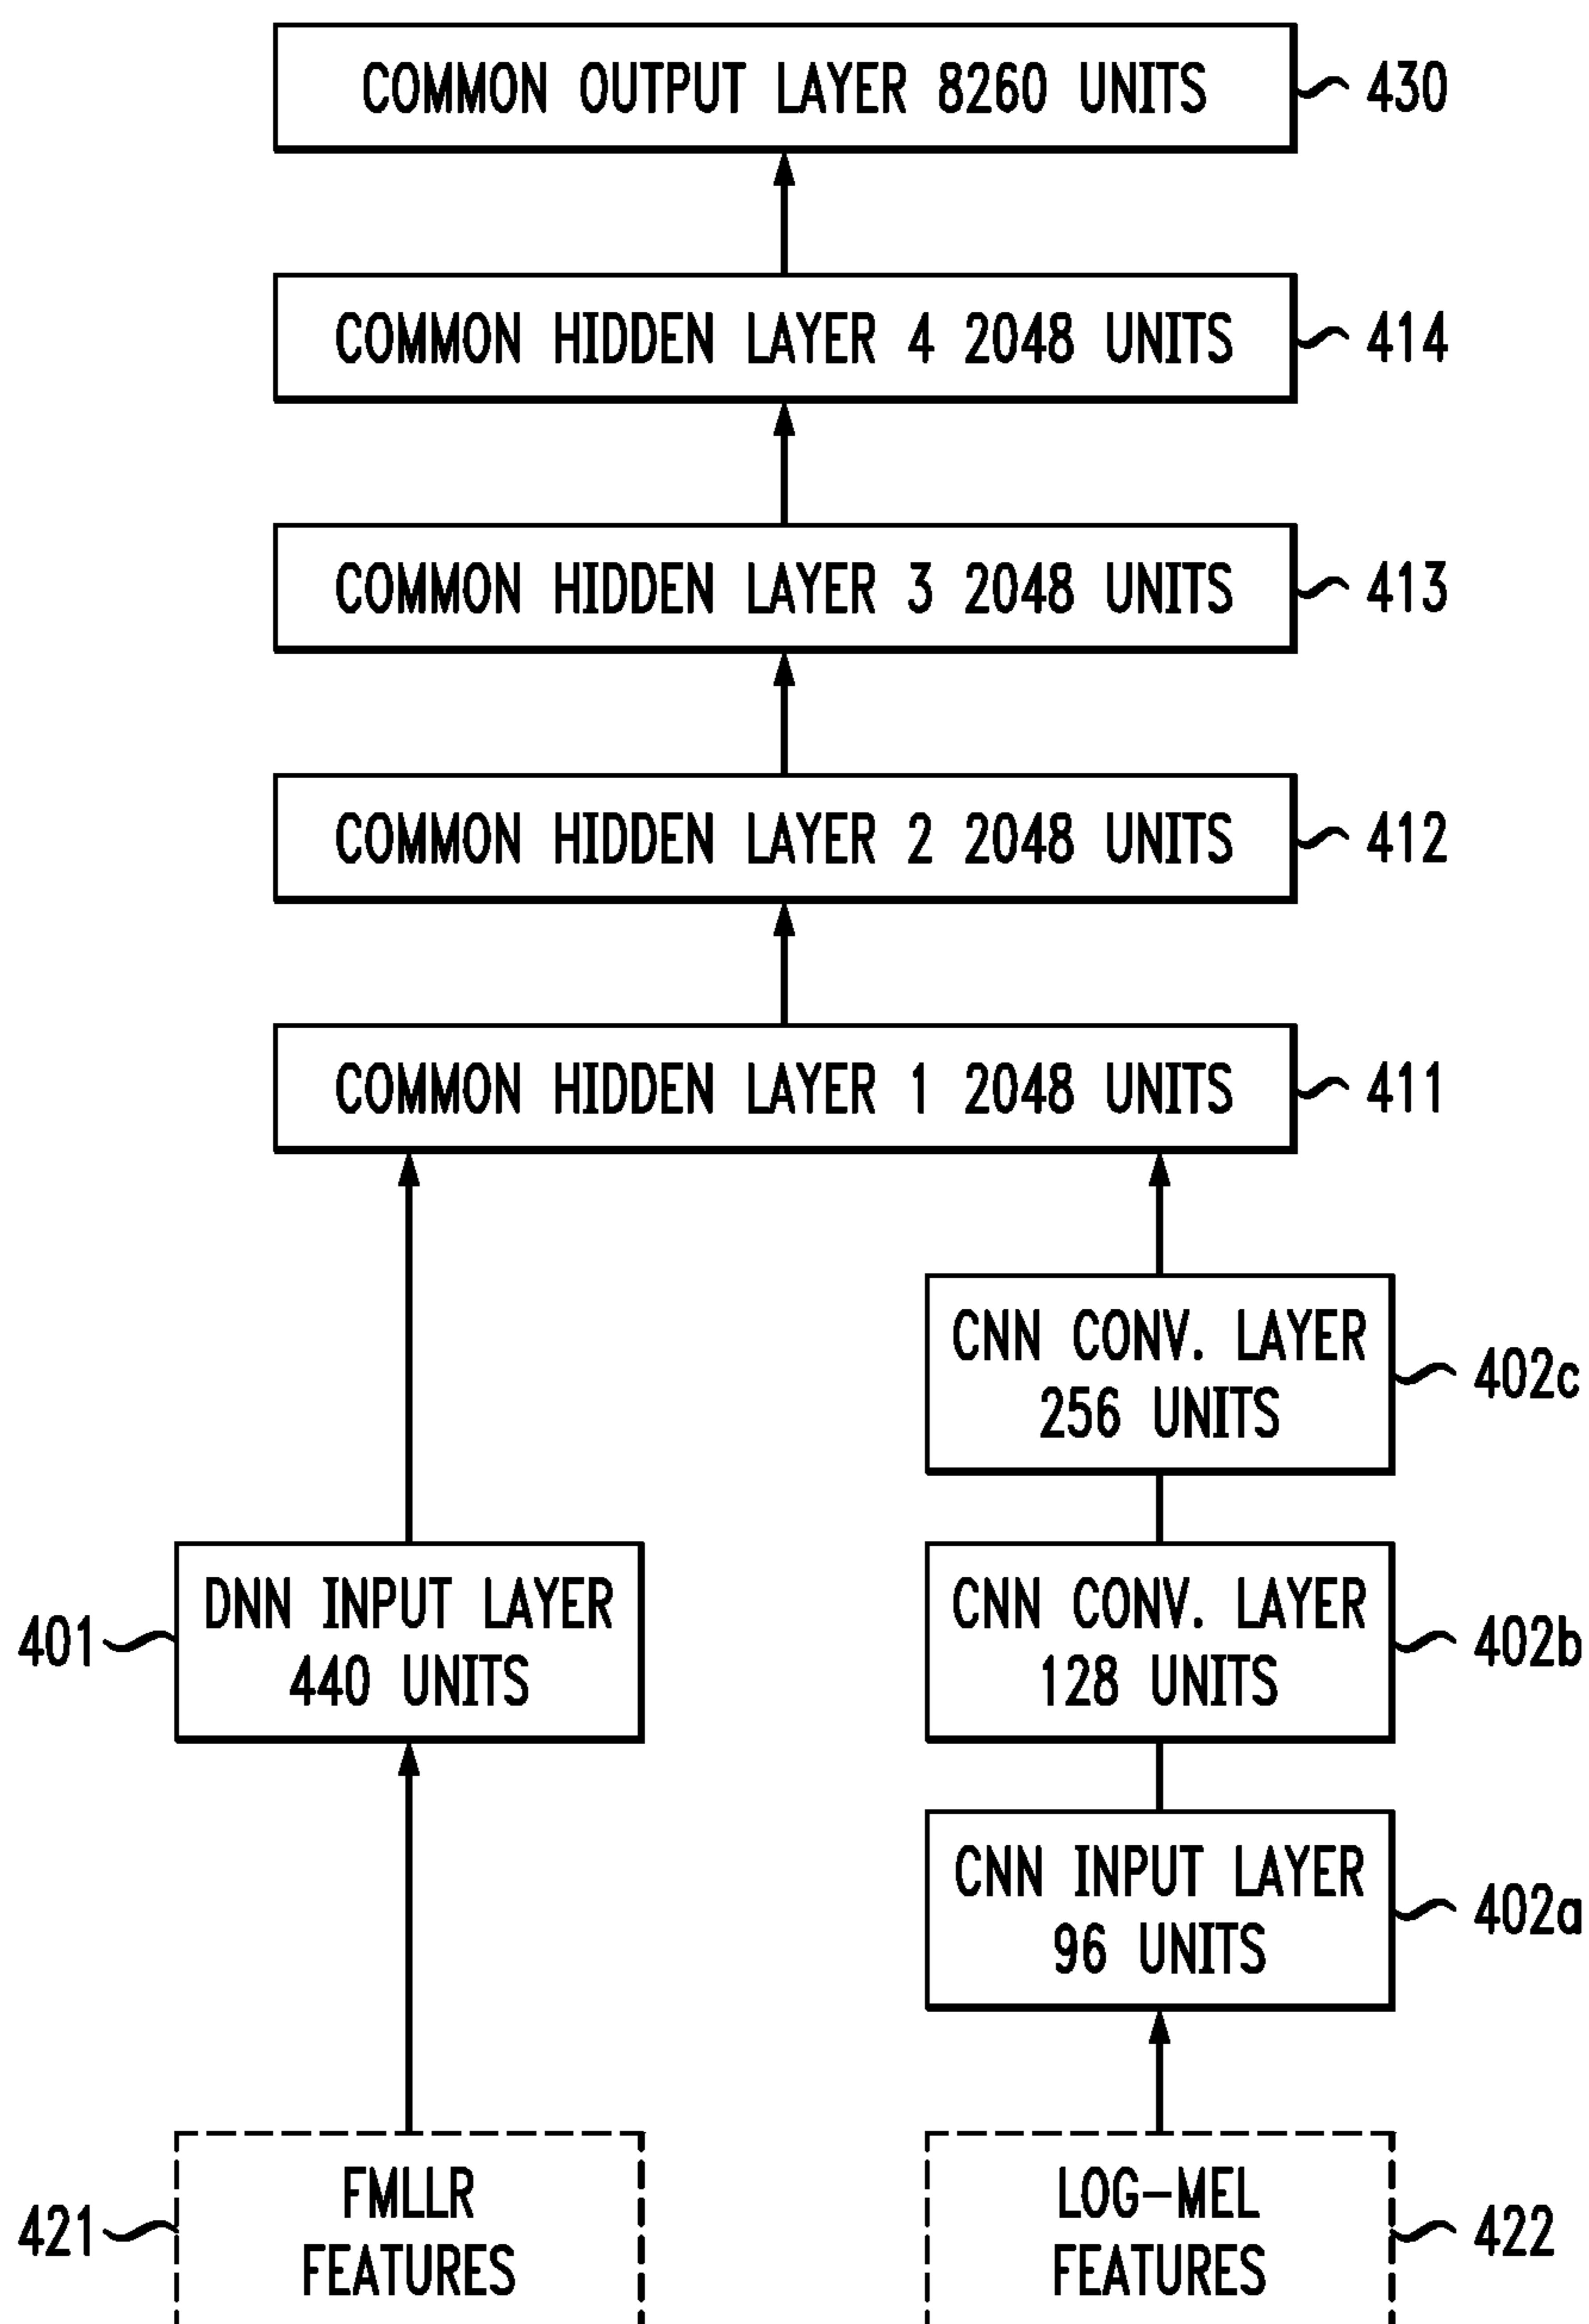 COMMON OUTPUT LAYER 8260 UNITS
430
COMMON HIDDEN LAYER 4 2048 UNITS
414
COMMON HIDDEN LAYER 3 2048 UNITS
413
COMMON HIDDEN LAYER 2 2048 UNITS
412
COMMON HIDDEN LAYER 1 2048 UNITS
411
CNN CONV. LAYER
256 UNITS
402c
DNN INPUT LAYER
440 UNITS
401
CNN CONV. LAYER
128 UNITS
402b
CNN INPUT LAYER
96 UNITS
402a
FMLLR
FEATURES
421
LOG-MEL
FEATURES
422